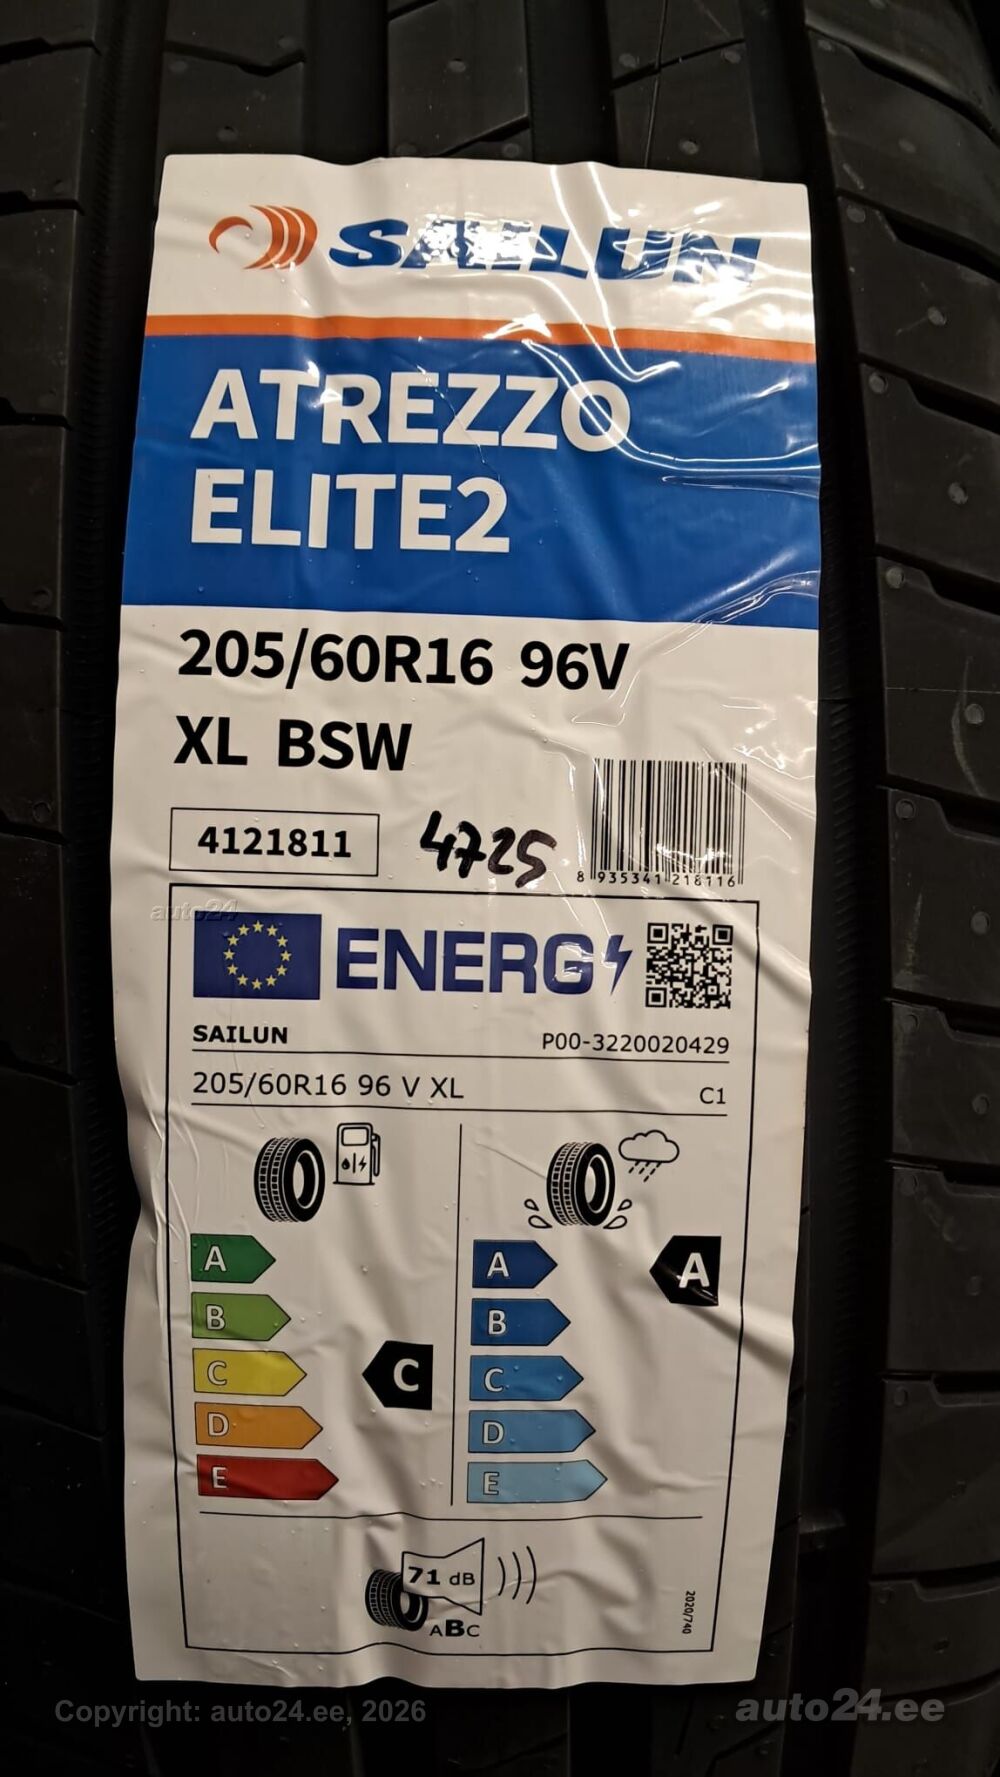 SAILUN
ATREZZO
ELITE2
205/60R16 96V
XL BSW
4121811
4725
8 935341 218116
auto24
ENERG
SAILUN
P00-3220020429
205/60R16 96 V XL
C1
A
A
A
B
B
C
C
C
D
D
E
E
71 dB
ABC
2020/740
Copyright: auto24.ee, 2026
auto24.ee